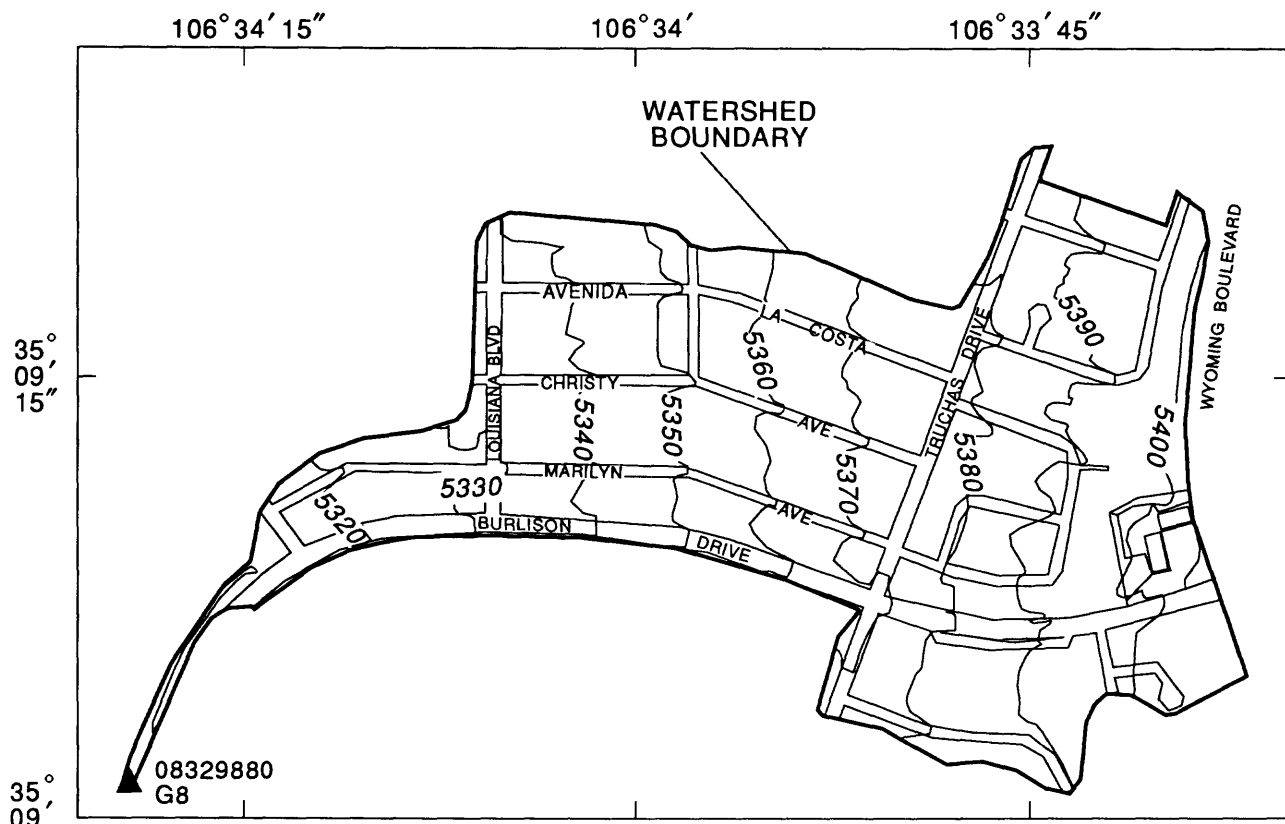 106° 34′ 15″
106° 34′
106° 33′ 45″
WATERSHED
BOUNDARY
WYOMING BOULEVARD
AVENIDA
LA COSTA
35°
09′
15″
LOUISIANA BLVD
CHRISTY
AVE
TRUCHAS DRIVE
5390
5360
5340
5350
5370
5380
5400
MARILYN
AVE
5330
5320
BURLISON
DRIVE
08329880
G8
35°
09′